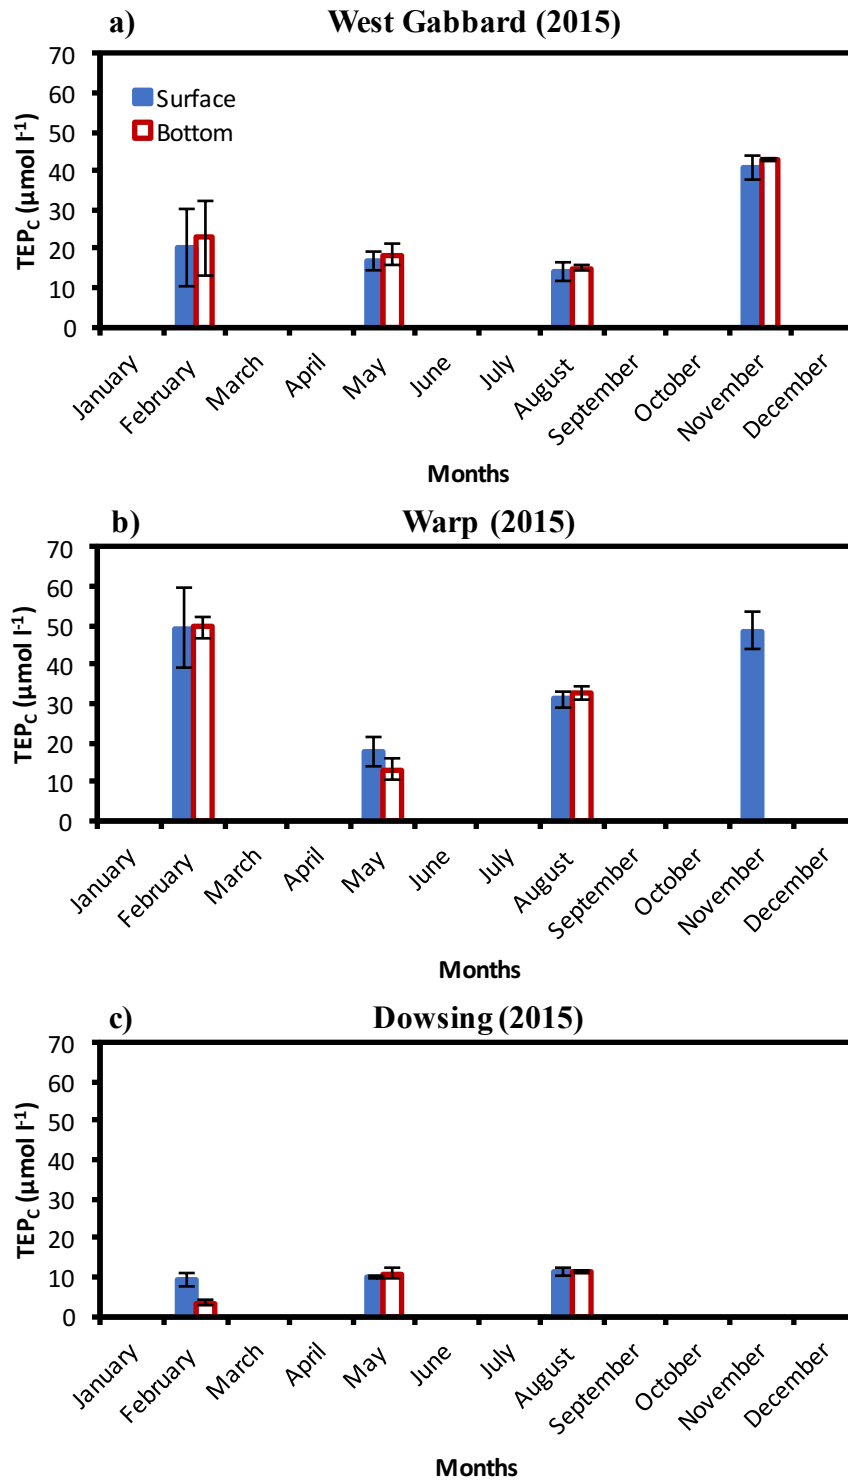 a) West Gabbard (2015)
70
60
50
40
30
20
10
0
TEP_C (µmol l⁻¹)
Surface
Bottom
January
February
March
April
May
June
July
August
September
October
November
December
Months
b) Warp (2015)
70
60
50
40
30
20
10
0
TEP_C (µmol l⁻¹)
January
February
March
April
May
June
July
August
September
October
November
December
Months
c) Dowsing (2015)
70
60
50
40
30
20
10
0
TEP_C (µmol l⁻¹)
January
February
March
April
May
June
July
August
September
October
November
December
Months